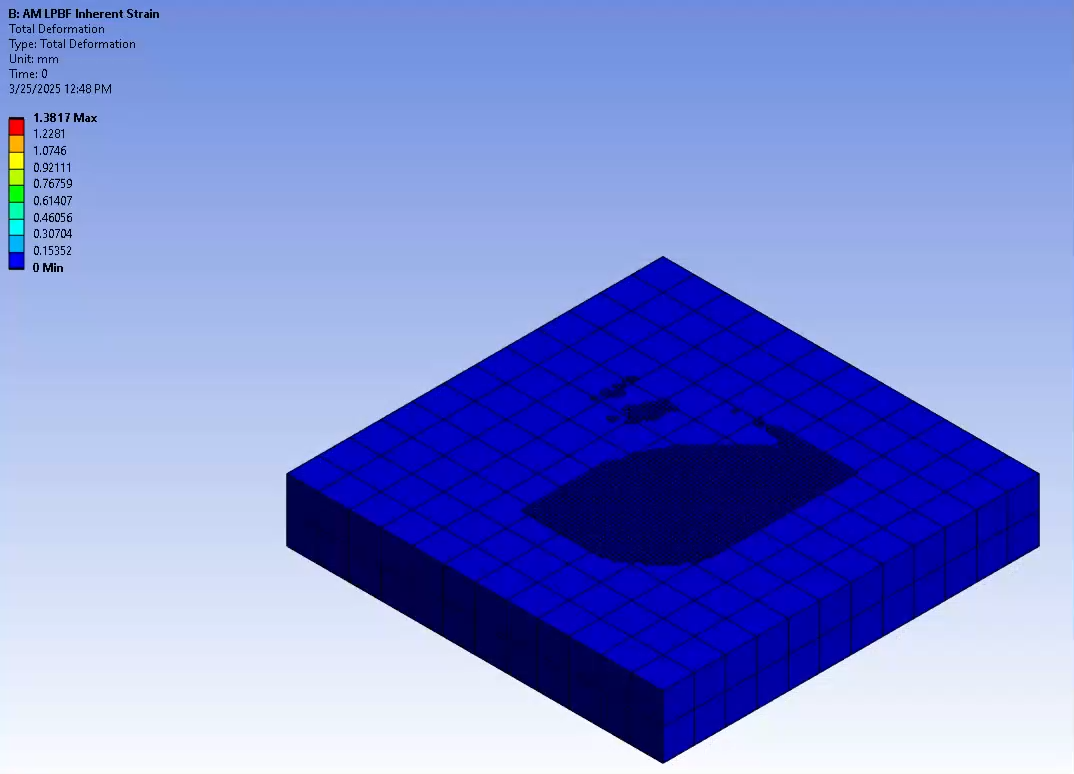 B: AM LPBF Inherent Strain
Total Deformation
Type: Total Deformation
Unit: mm
Time: 0
3/25/2025 12:48 PM
1.3817 Max
1.2281
1.0746
0.92111
0.76759
0.61407
0.46056
0.30704
0.15352
0 Min